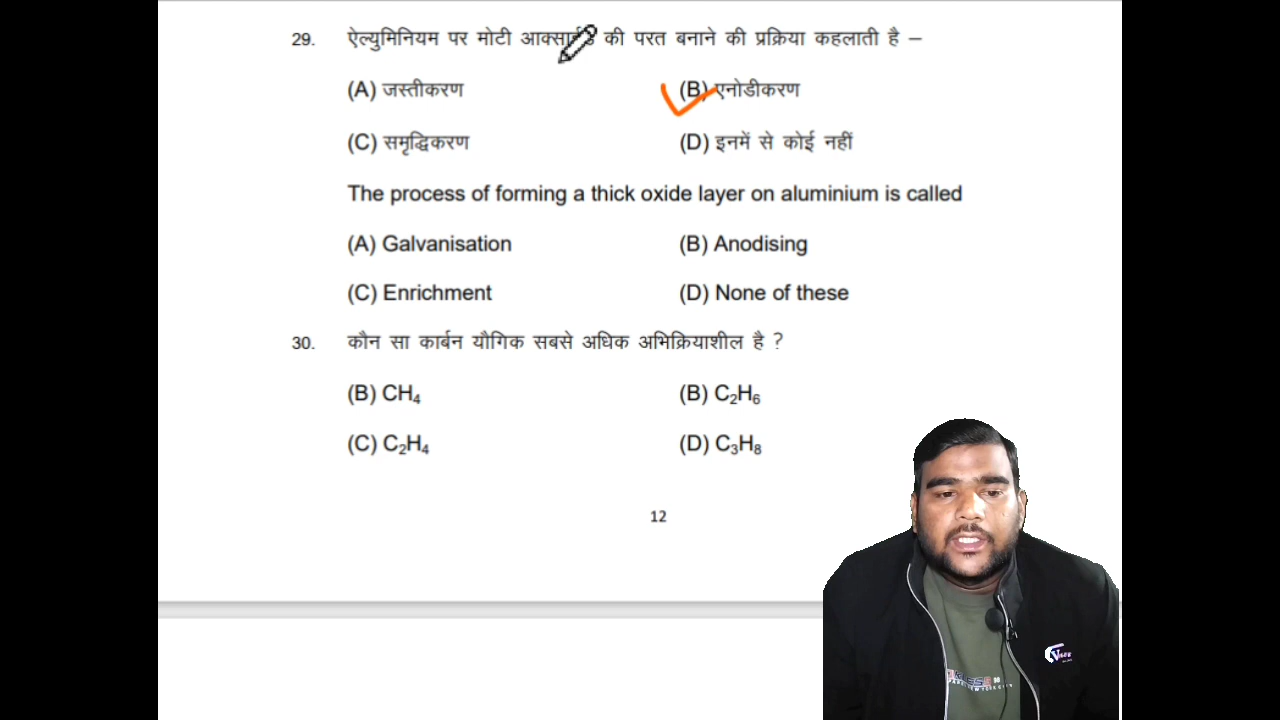 29. ऐल्युमिनियम पर मोटी की परत बनाने की प्रक्रिया कहलाती है –
(A) जस्तीकरण (B) एनोडीकरण
(C) समृद्धिकरण (D) इनमें से कोई नहीं
The process of forming a thick oxide layer on aluminium is called
(A) Galvanisation (B) Anodising
(C) Enrichment (D) None of these
30. कौन सा कार्बन यौगिक सबसे अधिक अभिक्रियाशील है ?
(B) CH₄ (B) C₂H₆
(C) C₂H₄ (D) C₃H₈
12